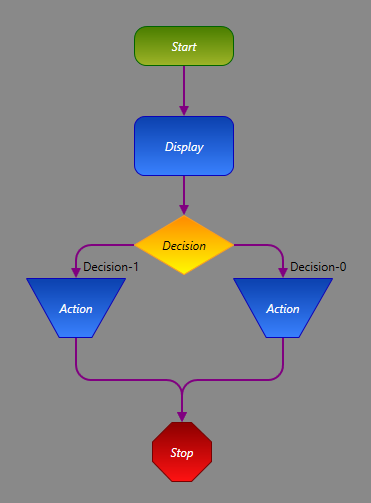 Start
Display
Decision
Decision-1
Decision-0
Action
Action
Stop